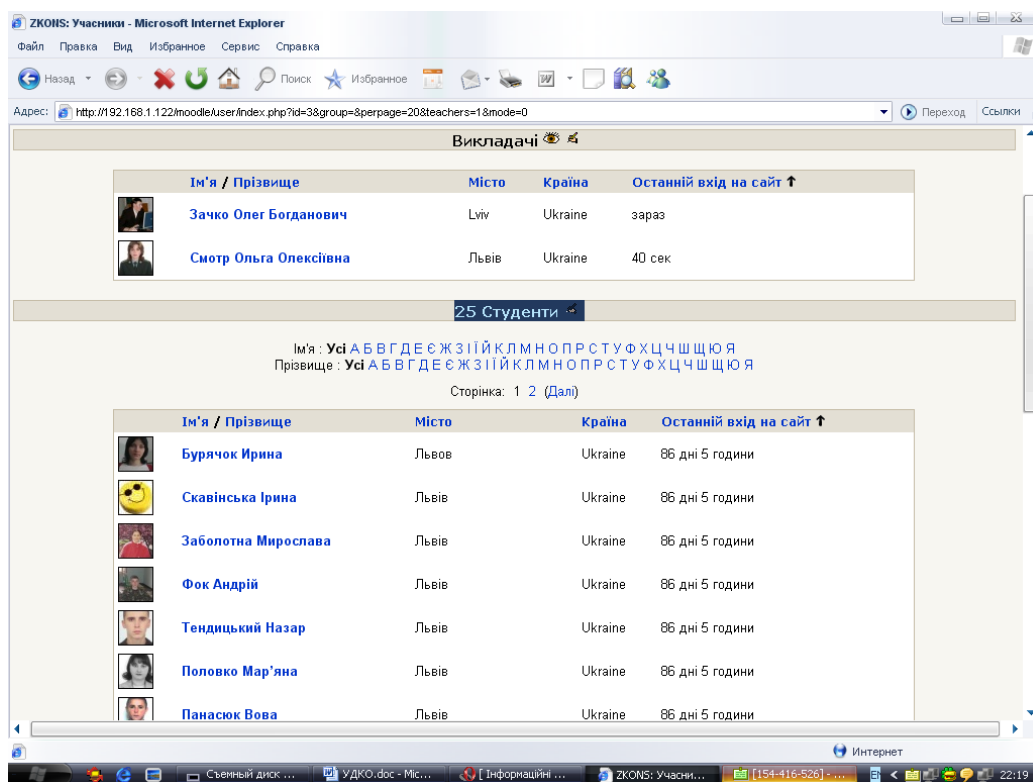 ZKONS: Учасники - Microsoft Internet Explorer
Файл Правка Вид Избранное Сервис Справка
Назад Поиск Избранное
Адрес: http://192.168.1.122/moodle/user/index.php?id=3&group=&perpage=20&teachers=1&mode=0 Переход Ссылки
Викладачі
Ім'я / Прізвище Місто Країна Останній вхід на сайт ↑
Зачко Олег Богданович Lviv Ukraine зараз
Смотр Ольга Олексіївна Львів Ukraine 40 сек
25 Студенти
Ім'я : Усі А Б В Г Д Е Є Ж З І Ї Й К Л М Н О П Р С Т У Ф Х Ц Ч Ш Щ Ю Я
Прізвище : Усі А Б В Г Д Е Є Ж З І Ї Й К Л М Н О П Р С Т У Ф Х Ц Ч Ш Щ Ю Я
Сторінка: 1 2 (Далі)
Ім'я / Прізвище Місто Країна Останній вхід на сайт ↑
Бурячок Ирина Львов Ukraine 86 дні 5 години
Скавінська Ірина Львів Ukraine 86 дні 5 години
Заболотна Мирослава Львів Ukraine 86 дні 5 години
Фок Андрій Львів Ukraine 86 дні 5 години
Тендицький Назар Львів Ukraine 86 дні 5 години
Половко Мар'яна Львів Ukraine 86 дні 5 години
Панасюк Вова Львів Ukraine 86 дні 5 години
Интернет
Съемный диск ... УДКО.doc - Mic... [ Інформаційні ... ZKONS: Учасни... [154-416-526] - ... 22:19